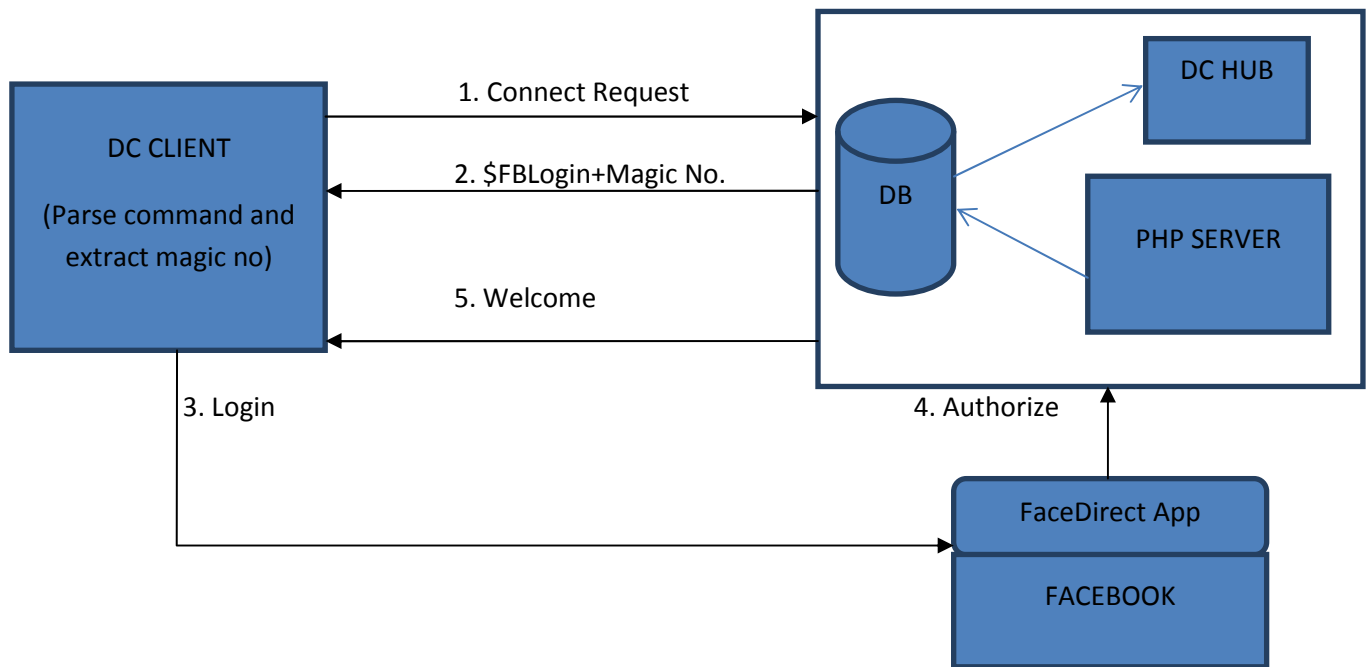 DC CLIENT
(Parse command and
extract magic no)
1. Connect Request
2. $FBLogin+Magic No.
5. Welcome
DC HUB
DB
PHP SERVER
3. Login
4. Authorize
FaceDirect App
FACEBOOK